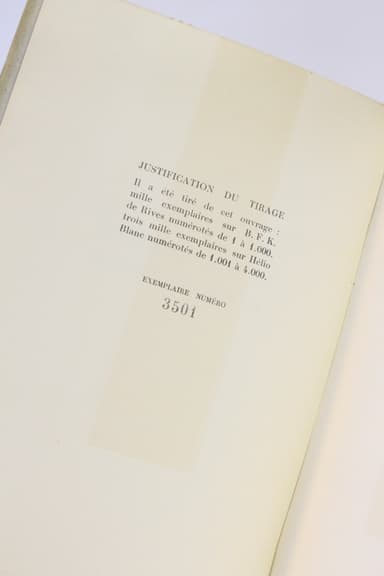 JUSTIFICATION DU TIRAGE
Il a été tiré de cet ouvrage :
mille exemplaires sur B. F. K.
de Rives numérotés de 1 à 1.000.
trois mille exemplaires sur Hélio
Blanc numérotés de 1.001 à 4.000.
EXEMPLAIRE NUMÉRO
3501